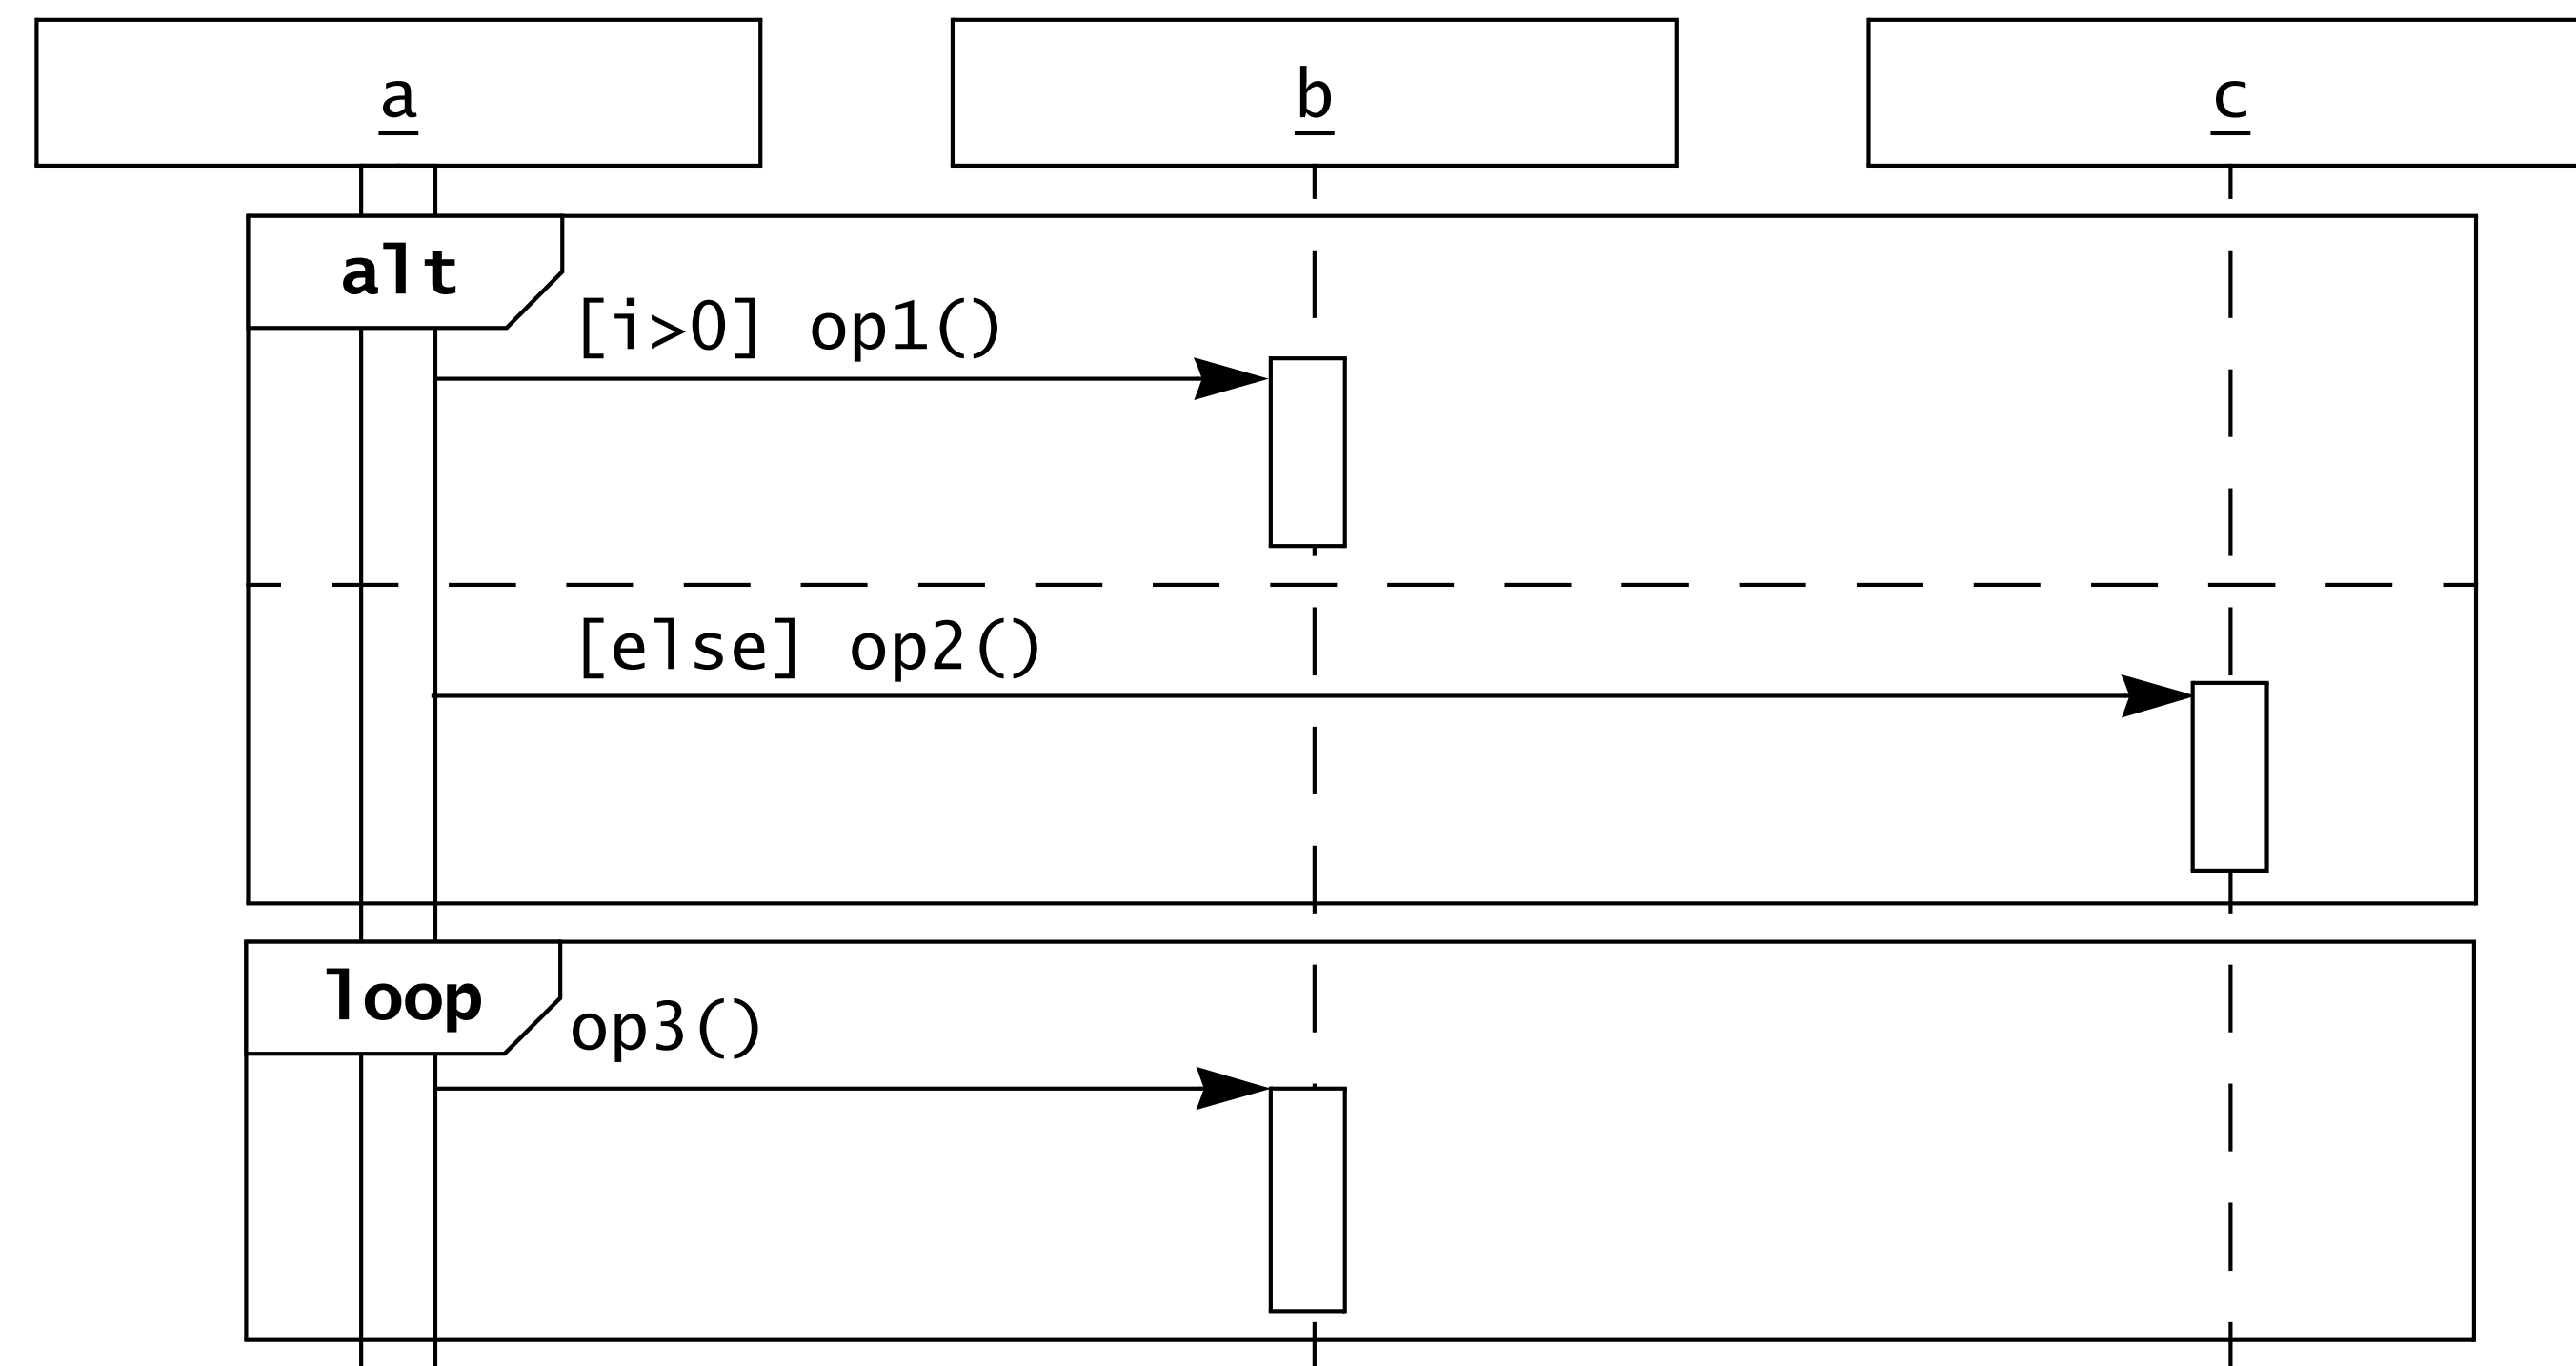 a
b
c
alt
[i>0] op1()
[else] op2()
loop
op3()